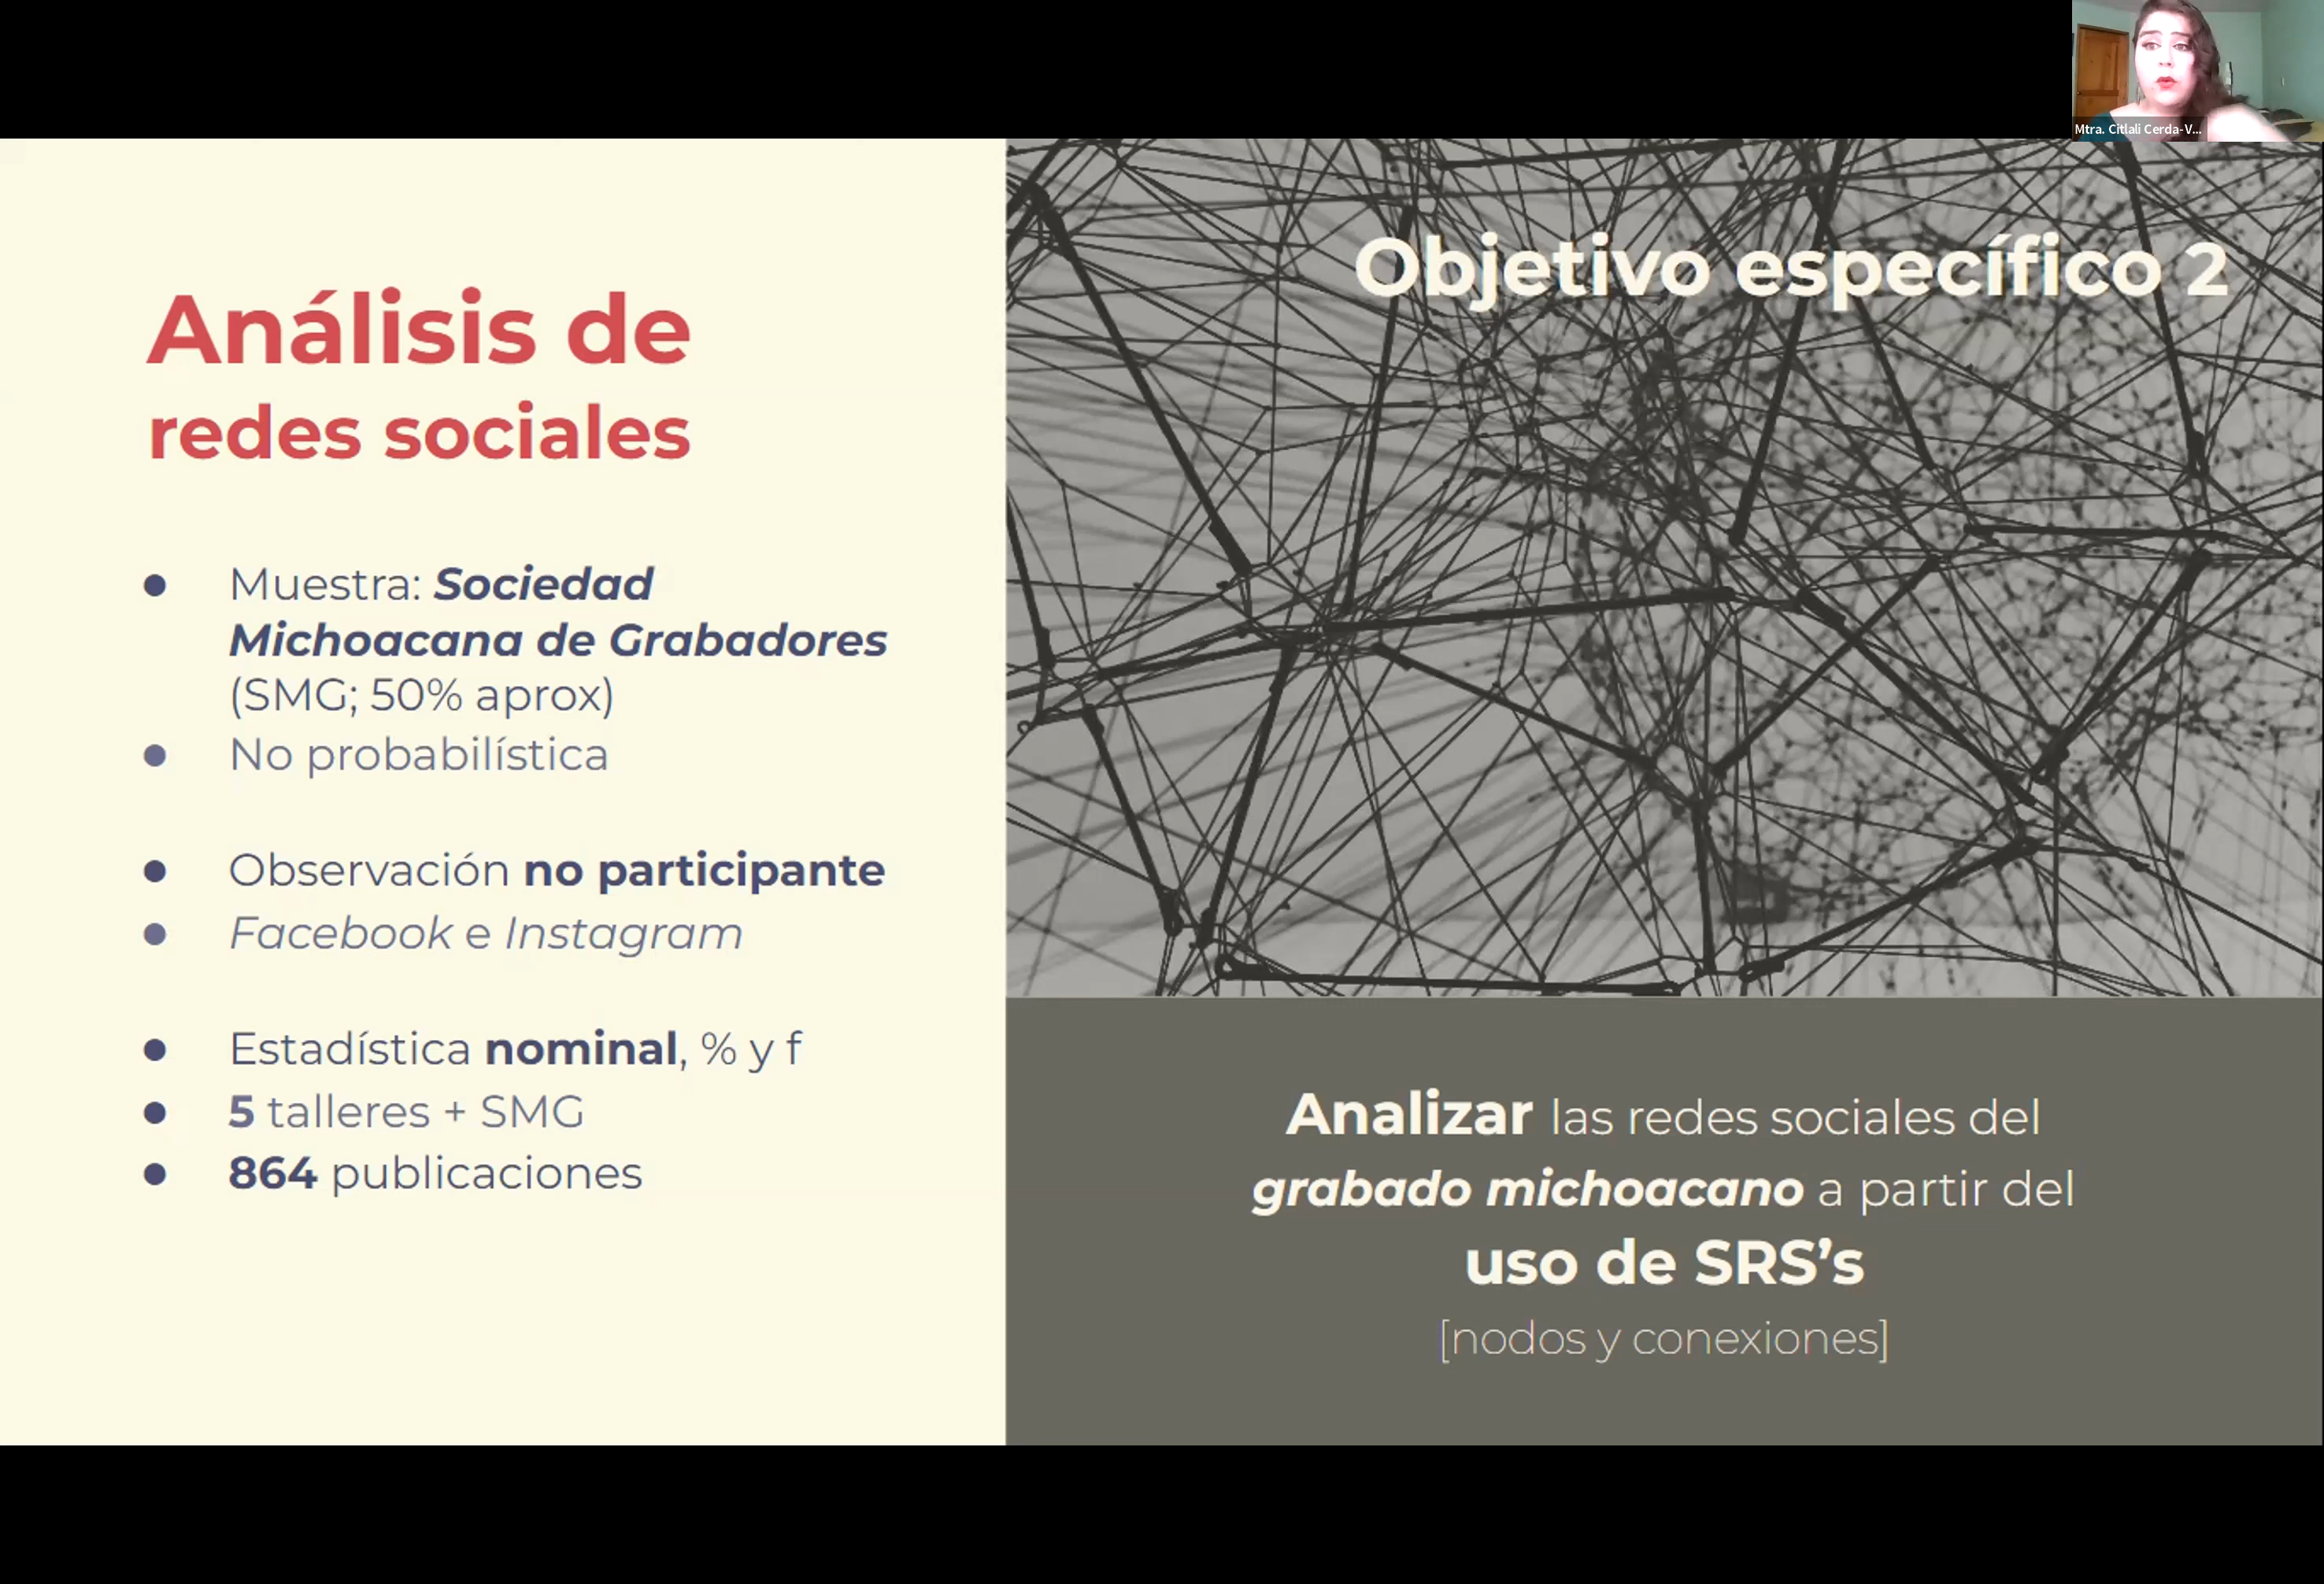 Mtra. Citlali Cerda-V...
Análisis de
redes sociales
● Muestra: Sociedad
Michoacana de Grabadores
(SMG; 50% aprox)
● No probabilística
● Observación no participante
● Facebook e Instagram
● Estadística nominal, % y f
● 5 talleres + SMG
● 864 publicaciones
Objetivo específico 2
Analizar las redes sociales del
grabado michoacano a partir del
uso de SRS’s
[nodos y conexiones]